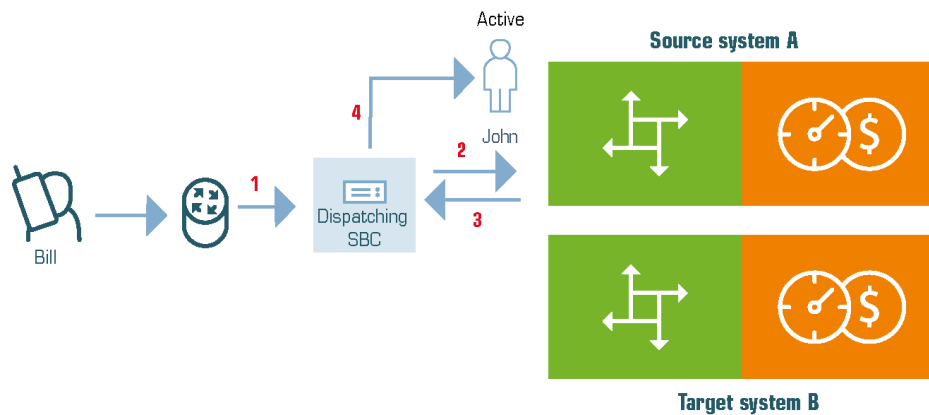 Active
Source system A
4
John
2
1
Dispatching
SBC
3
Bill
$
$
Target system B